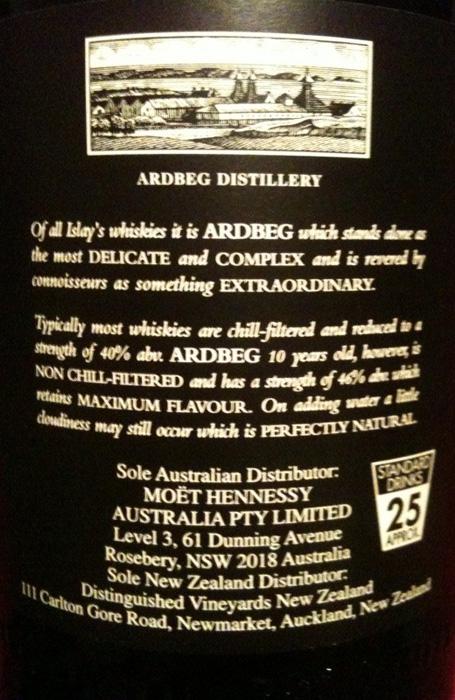 ARDBEG DISTILLERY
Of all Islay's whiskies it is ARDBEG which stands alone as
the most DELICATE and COMPLEX and is revered by
connoisseurs as something EXTRAORDINARY.
Typically most whiskies are chill-filtered and reduced to a
strength of 40% abv. ARDBEG 10 years old, however, is
NON CHILL-FILTERED and has a strength of 46% abv. which
retains MAXIMUM FLAVOUR. On adding water a little
cloudiness may still occur which is PERFECTLY NATURAL.
Sole Australian Distributor:
MOËT HENNESSY
AUSTRALIA PTY LIMITED
Level 3, 61 Dunning Avenue
Rosebery, NSW 2018 Australia
Sole New Zealand Distributor:
Distinguished Vineyards New Zealand
111 Carlton Gore Road, Newmarket, Auckland, New Zealand
STANDARD
DRINKS
25
APPROX.